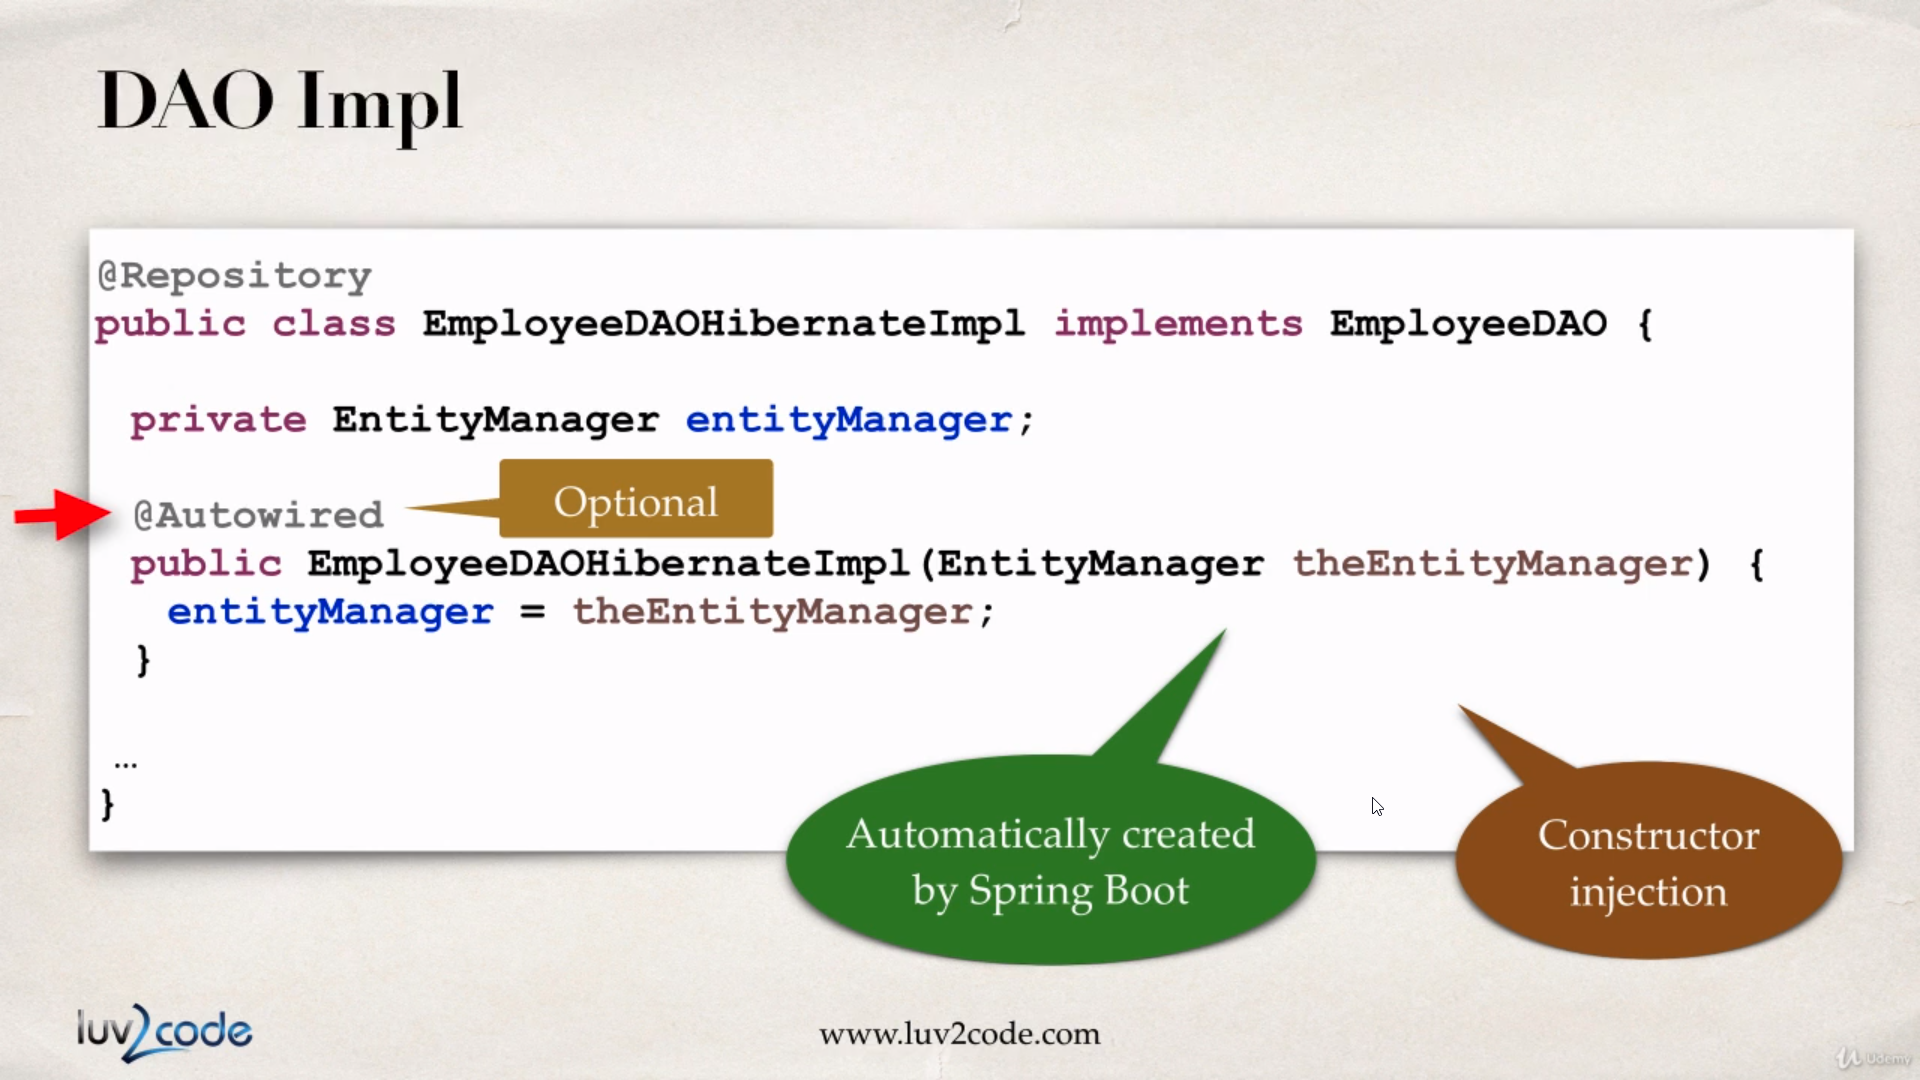 DAO Impl
@Repository
public class EmployeeDAOHibernateImpl implements EmployeeDAO {
private EntityManager entityManager;
@Autowired
Optional
public EmployeeDAOHibernateImpl(EntityManager theEntityManager) {
entityManager = theEntityManager;
}
...
}
Automatically created
by Spring Boot
Constructor
injection
luv2code
www.luv2code.com
Udemy